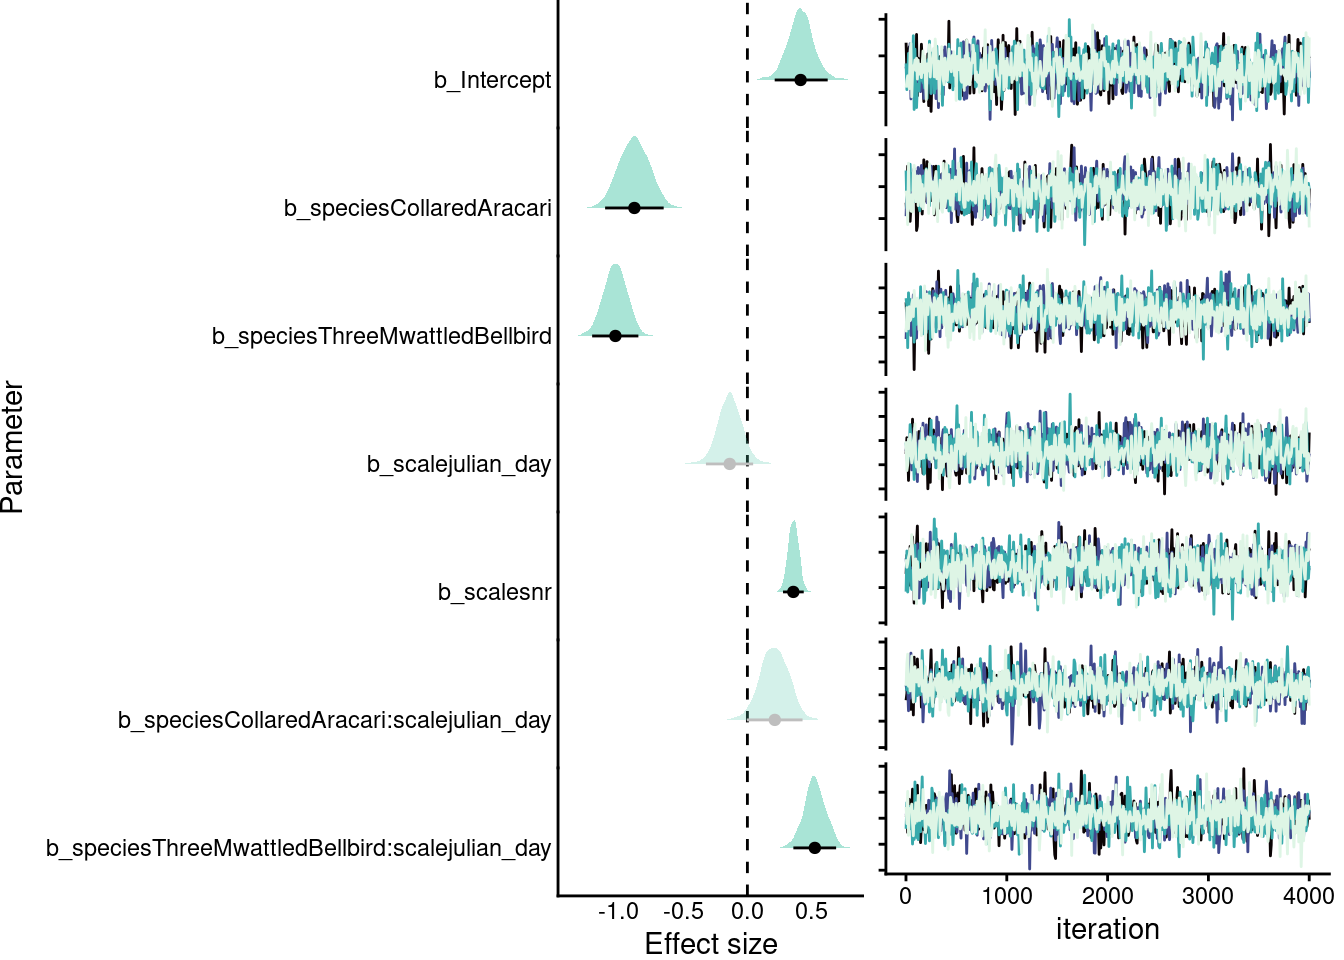 Parameter
b_Intercept
b_speciesCollaredAracari
b_speciesThreeMwattledBellbird
b_scalejulian_day
b_scalesnr
b_speciesCollaredAracari:scalejulian_day
b_speciesThreeMwattledBellbird:scalejulian_day
-1.0 -0.5 0.0 0.5
Effect size
0 1000 2000 3000 4000
iteration